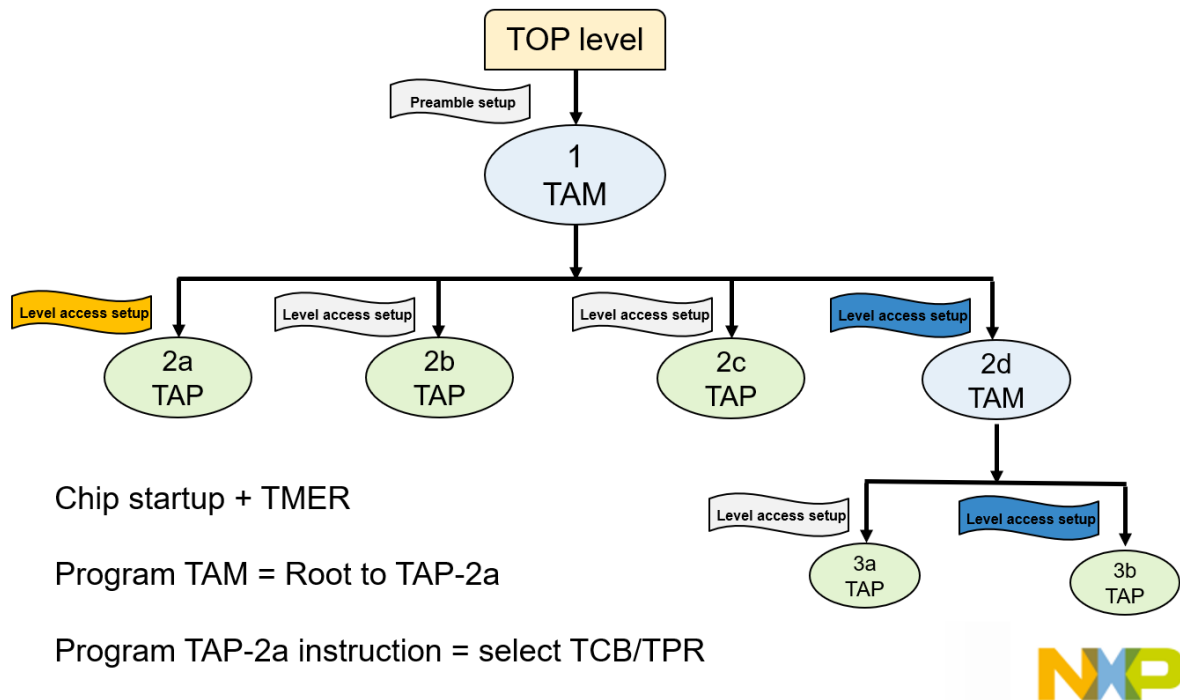 TOP level
Preamble setup
1
TAM
Level access setup
Level access setup
Level access setup
Level access setup
2a
TAP
2b
TAP
2c
TAP
2d
TAM
Chip startup + TMER
Level access setup
Level access setup
3a
TAP
3b
TAP
Program TAM = Root to TAP-2a
Program TAP-2a instruction = select TCB/TPR
NXP